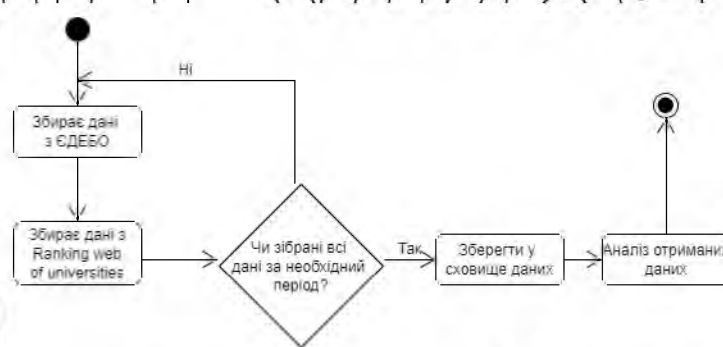 Ні
Збирає дані
з ЄДЕБО
Збирає дані з
Ranking web
of universities
Чи зібрані всі
дані за необхідний
період?
Так
Зберегти у
сховище даних
Аналіз отриманих
даних